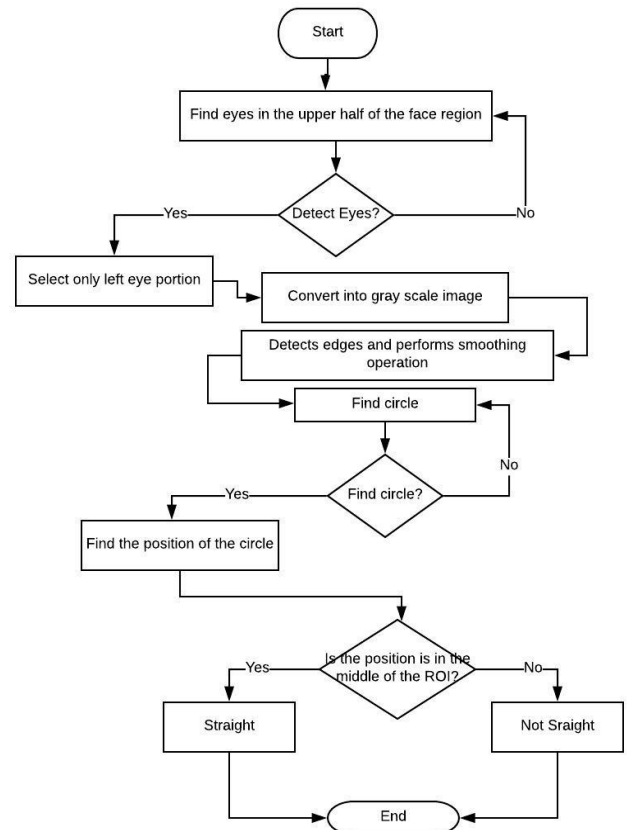 Start
Find eyes in the upper half of the face region
Detect Eyes?
Yes
No
Select only left eye portion
Convert into gray scale image
Detects edges and performs smoothing
operation
Find circle
No
Find circle?
Yes
Find the position of the circle
Is the position is in the
middle of the ROI?
Yes
No
Straight
Not Sraight
End